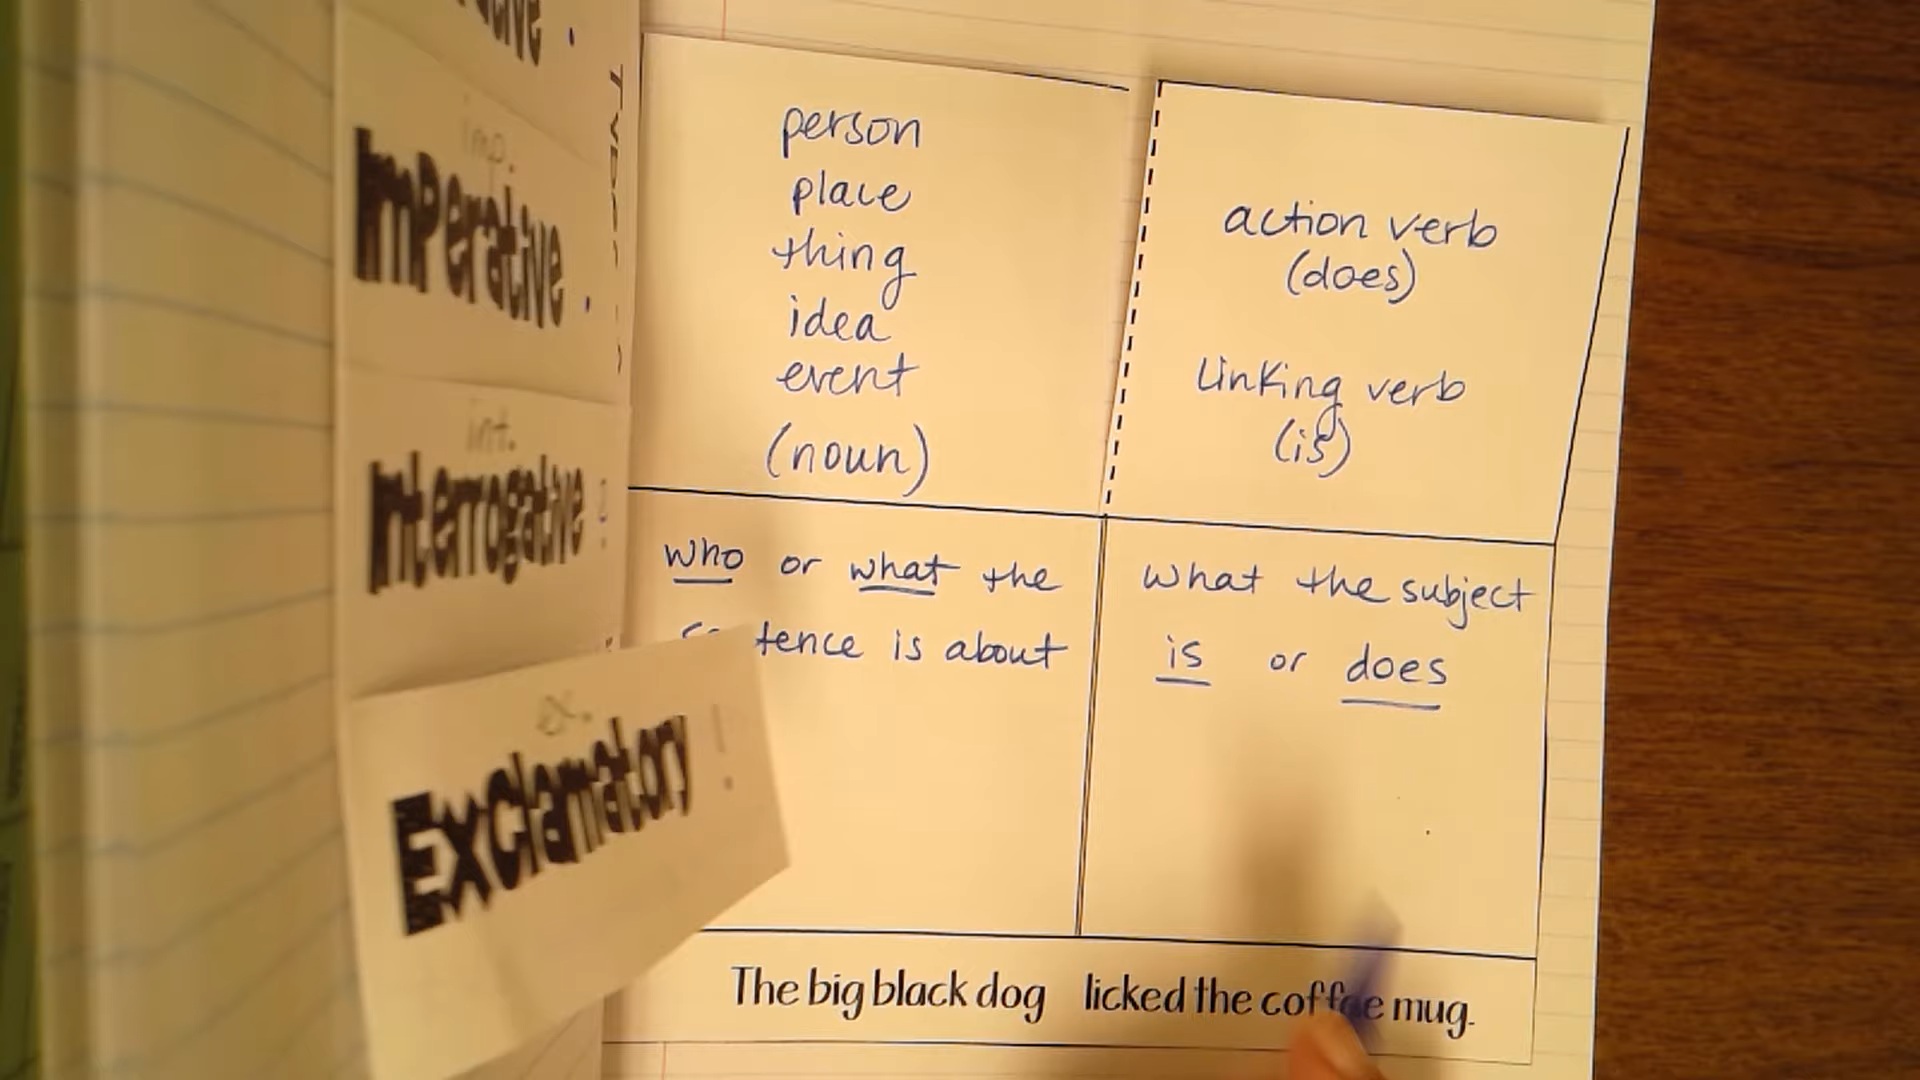 imp.
Imperative .
int.
Interrogative ?
ex.
Exclamatory !
person
place
thing
idea
event
(noun)
action verb
(does)
Linking verb
(is)
who or what the
tence is about
what the subject
is or does
The big black dog licked the coffee mug.